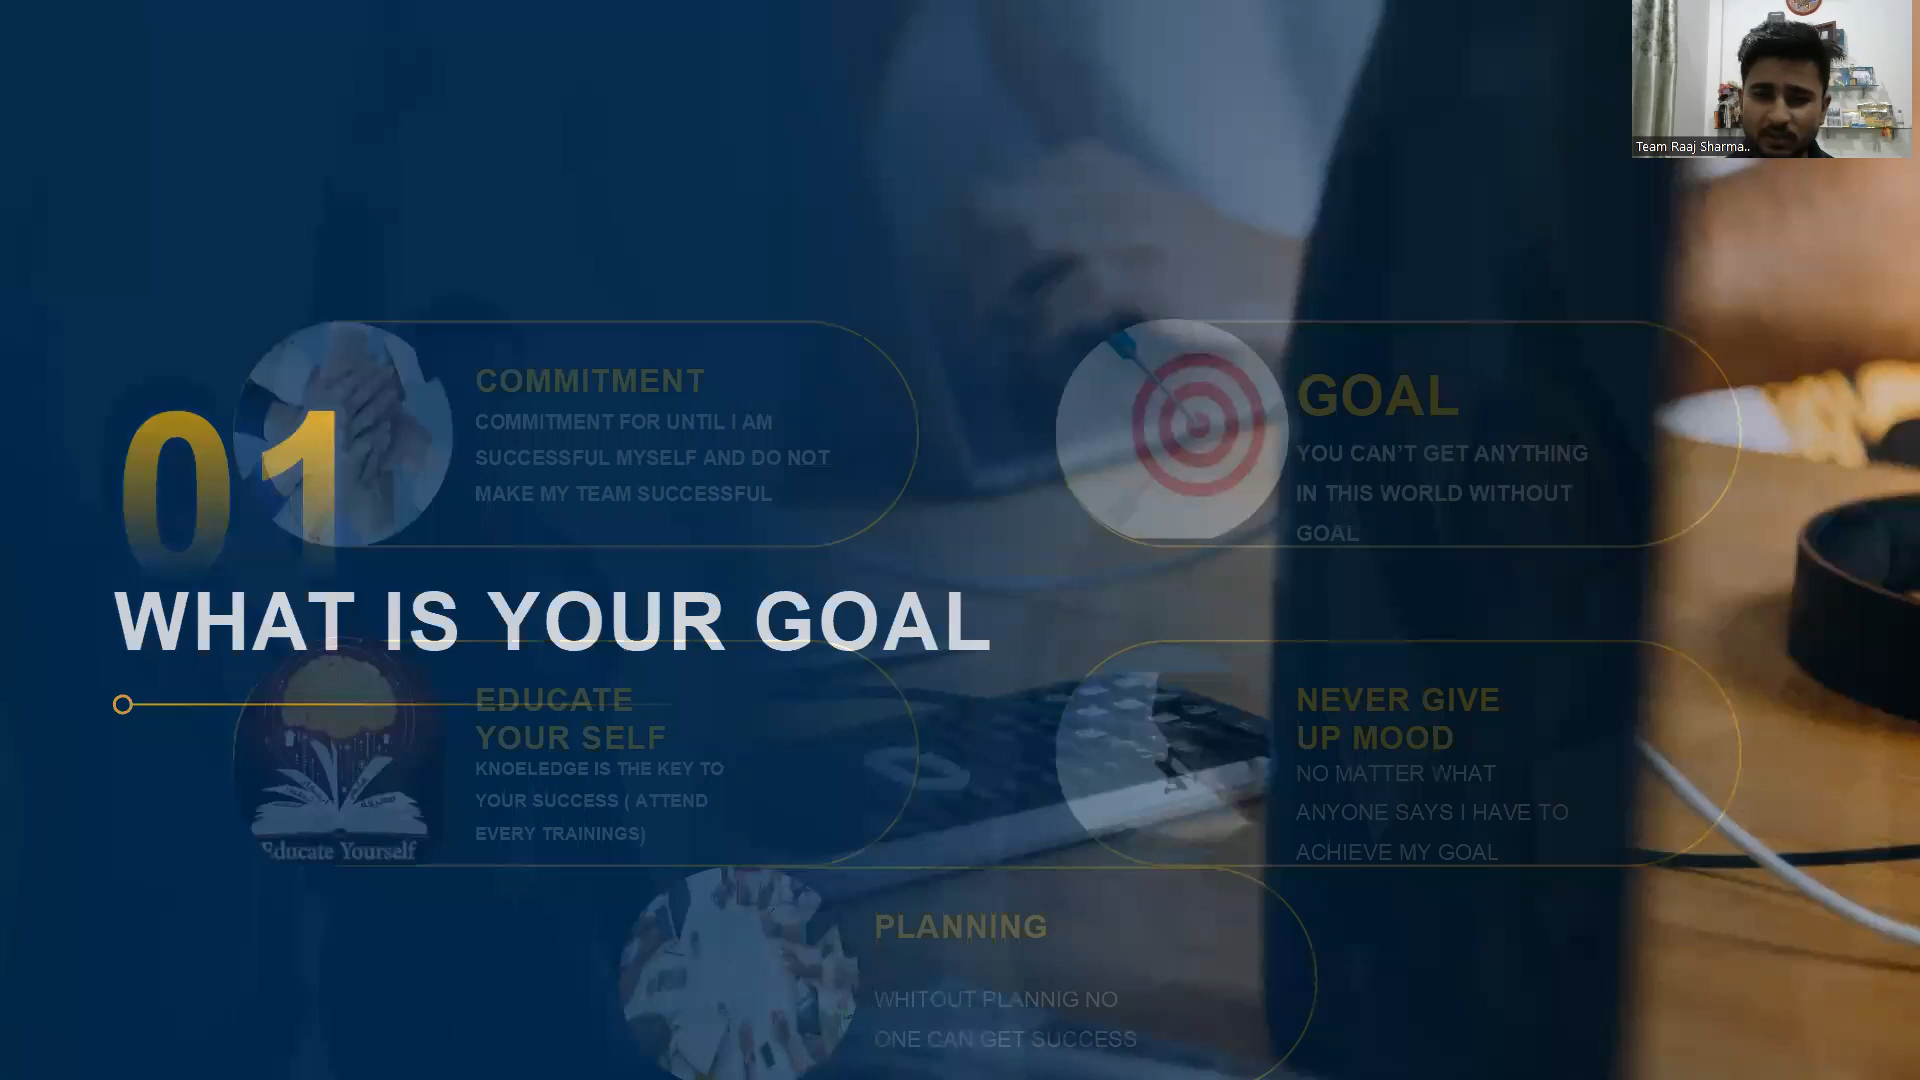 Team Raaj Sharma..
COMMITMENT
COMMITMENT FOR UNTIL I AM
SUCCESSFUL MYSELF AND DO NOT
MAKE MY TEAM SUCCESSFUL
GOAL
YOU CAN'T GET ANYTHING
IN THIS WORLD WITHOUT
GOAL
01
WHAT IS YOUR GOAL
EDUCATE
YOUR SELF
KNOELEDGE IS THE KEY TO
YOUR SUCCESS ( ATTEND
EVERY TRAININGS)
Educate Yourself
NEVER GIVE
UP MOOD
NO MATTER WHAT
ANYONE SAYS I HAVE TO
ACHIEVE MY GOAL
PLANNING
WHITOUT PLANNIG NO
ONE CAN GET SUCCESS